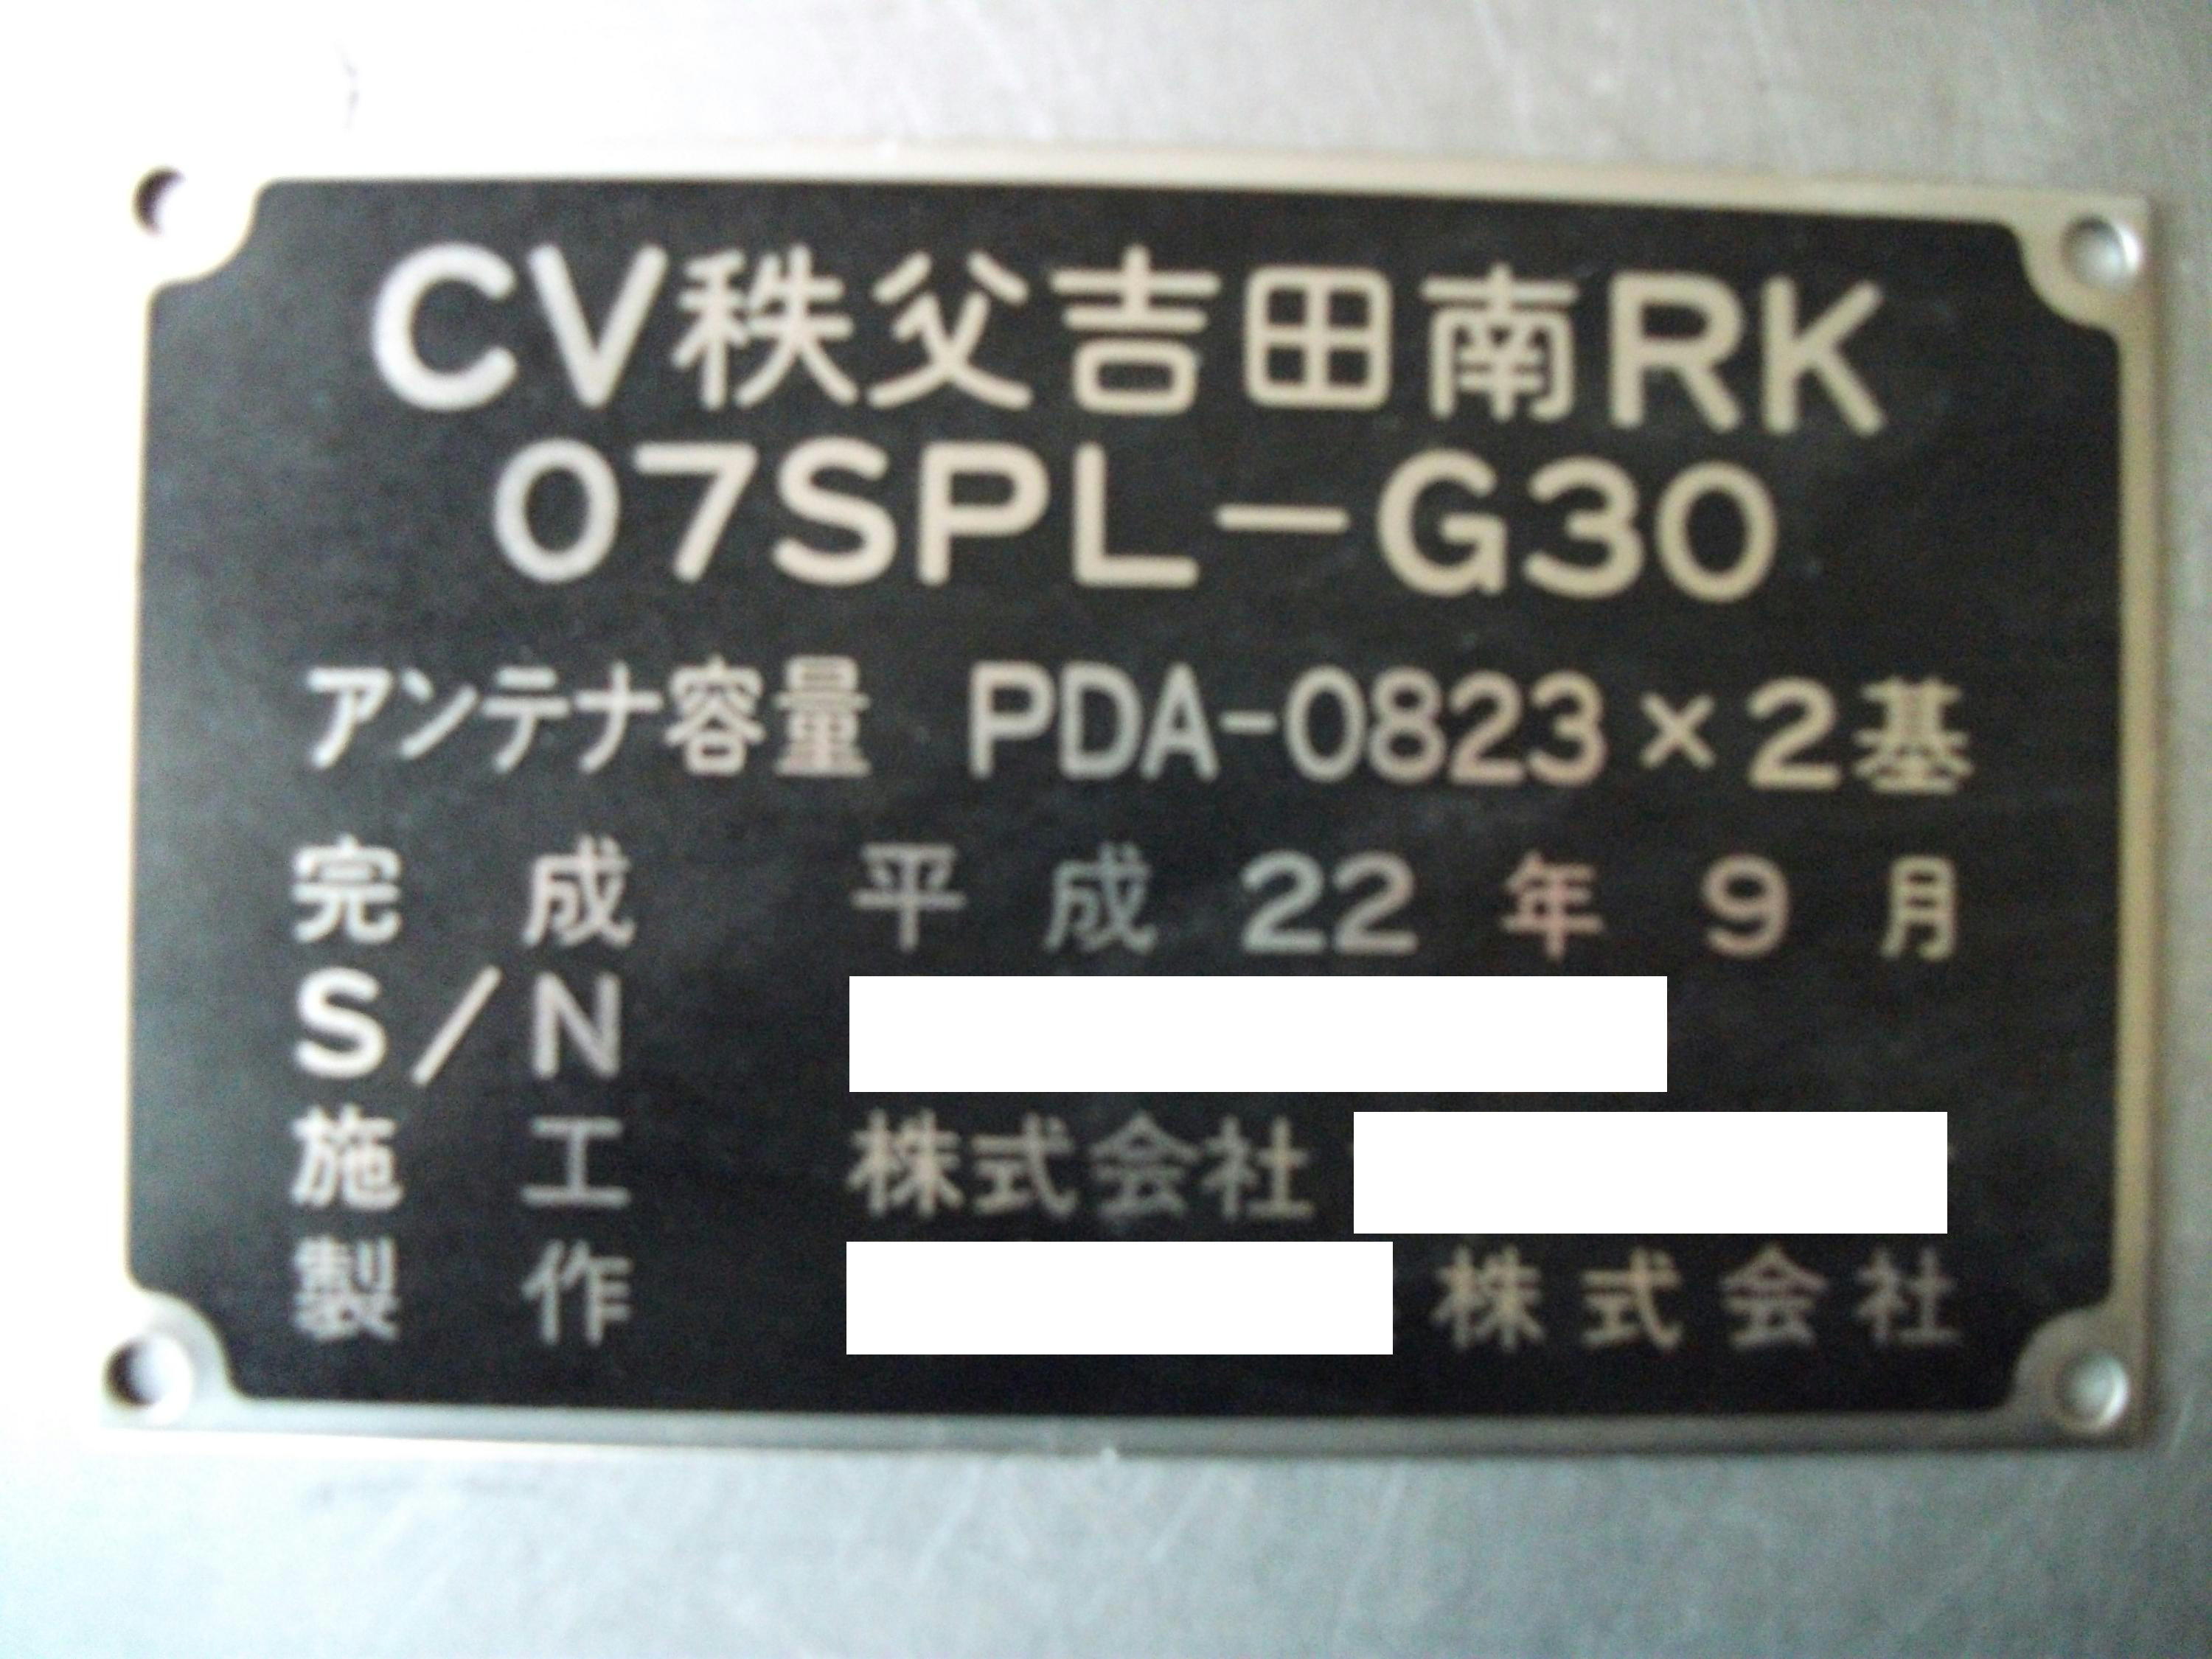 CV秩父吉田南RK
07SPL-G30
アンテナ容量 PDA-0823×2基
完成 平成22年9月
S/N
施工 株式会社
製作 株式会社